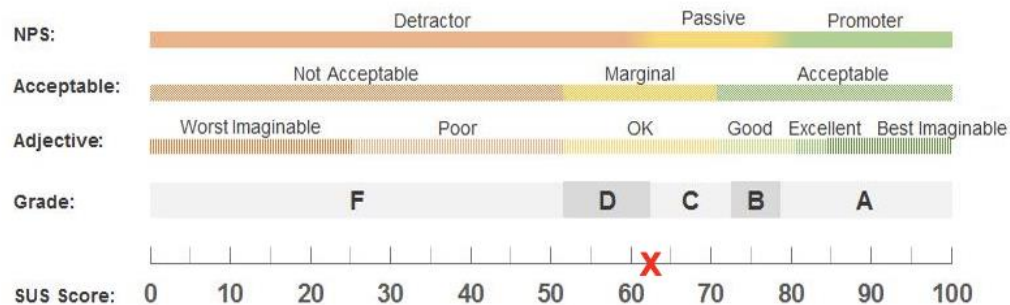 Detractor Passive Promoter
NPS:
Not Acceptable Marginal Acceptable
Acceptable:
Worst Imaginable Poor OK Good Excellent Best Imaginable
Adjective:
Grade: F D C B A
X
SUS Score: 0 10 20 30 40 50 60 70 80 90 100